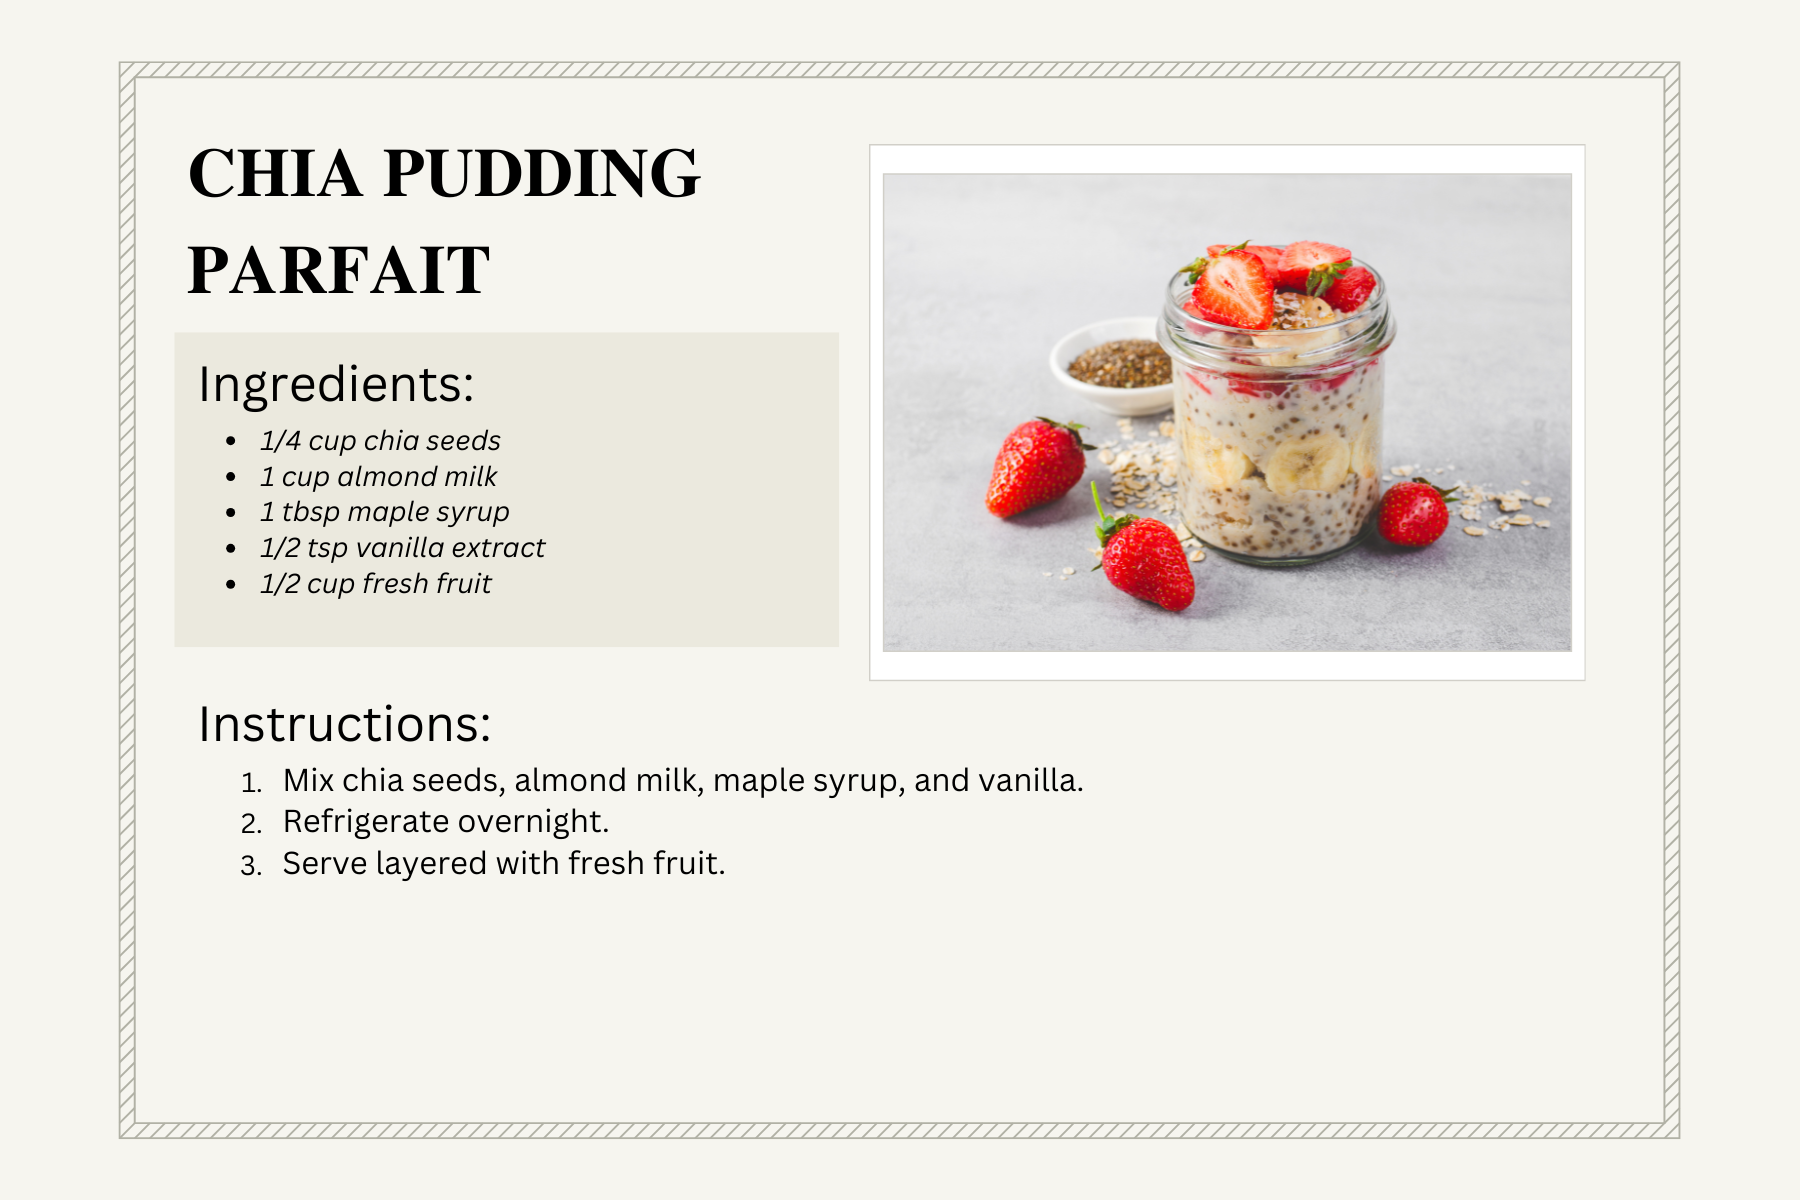 CHIA PUDDING
PARFAIT
Ingredients:
• 1/4 cup chia seeds
• 1 cup almond milk
• 1 tbsp maple syrup
• 1/2 tsp vanilla extract
• 1/2 cup fresh fruit
Instructions:
1. Mix chia seeds, almond milk, maple syrup, and vanilla.
2. Refrigerate overnight.
3. Serve layered with fresh fruit.